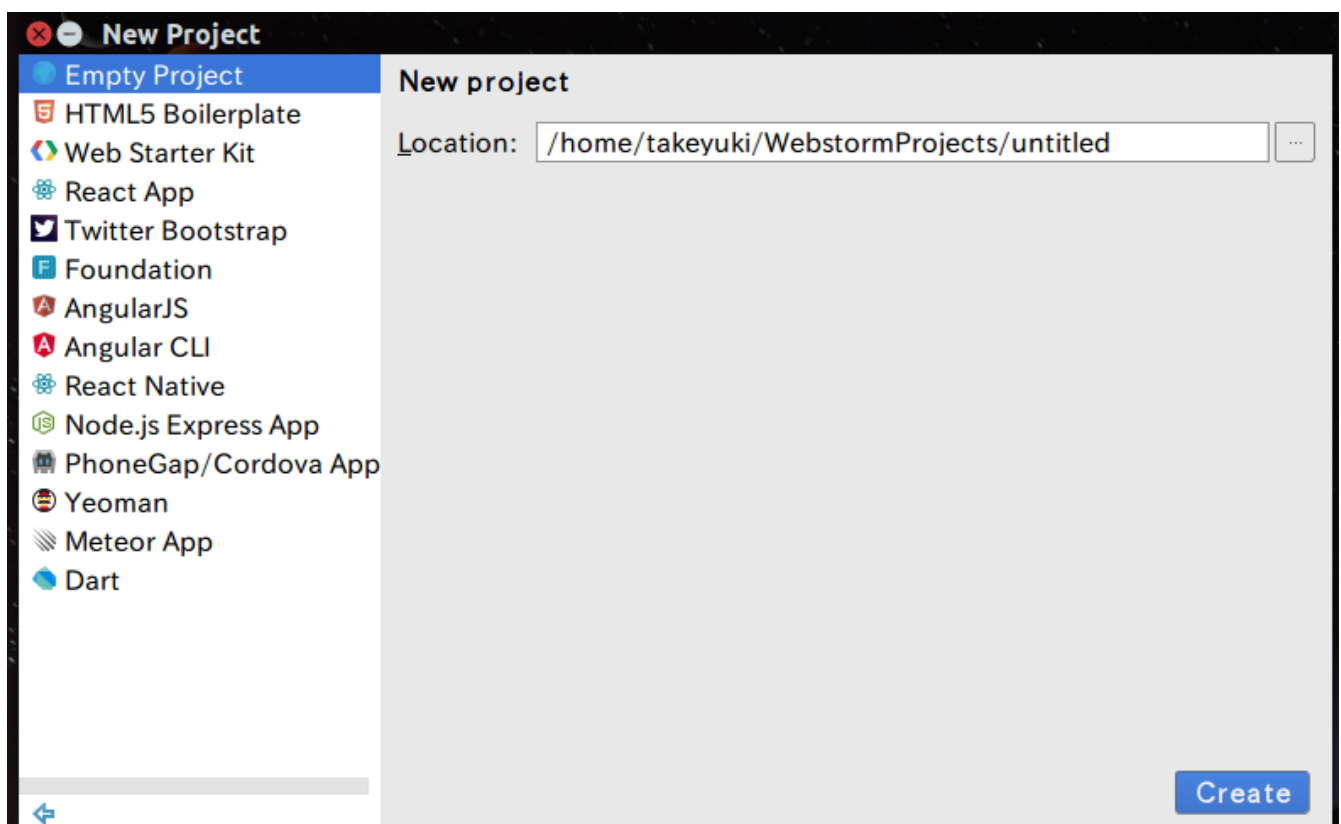 New Project
Empty Project
HTML5 Boilerplate
Web Starter Kit
React App
Twitter Bootstrap
Foundation
AngularJS
Angular CLI
React Native
Node.js Express App
PhoneGap/Cordova App
Yeoman
Meteor App
Dart
New project
Location: /home/takeyuki/WebstormProjects/untitled ...
Create